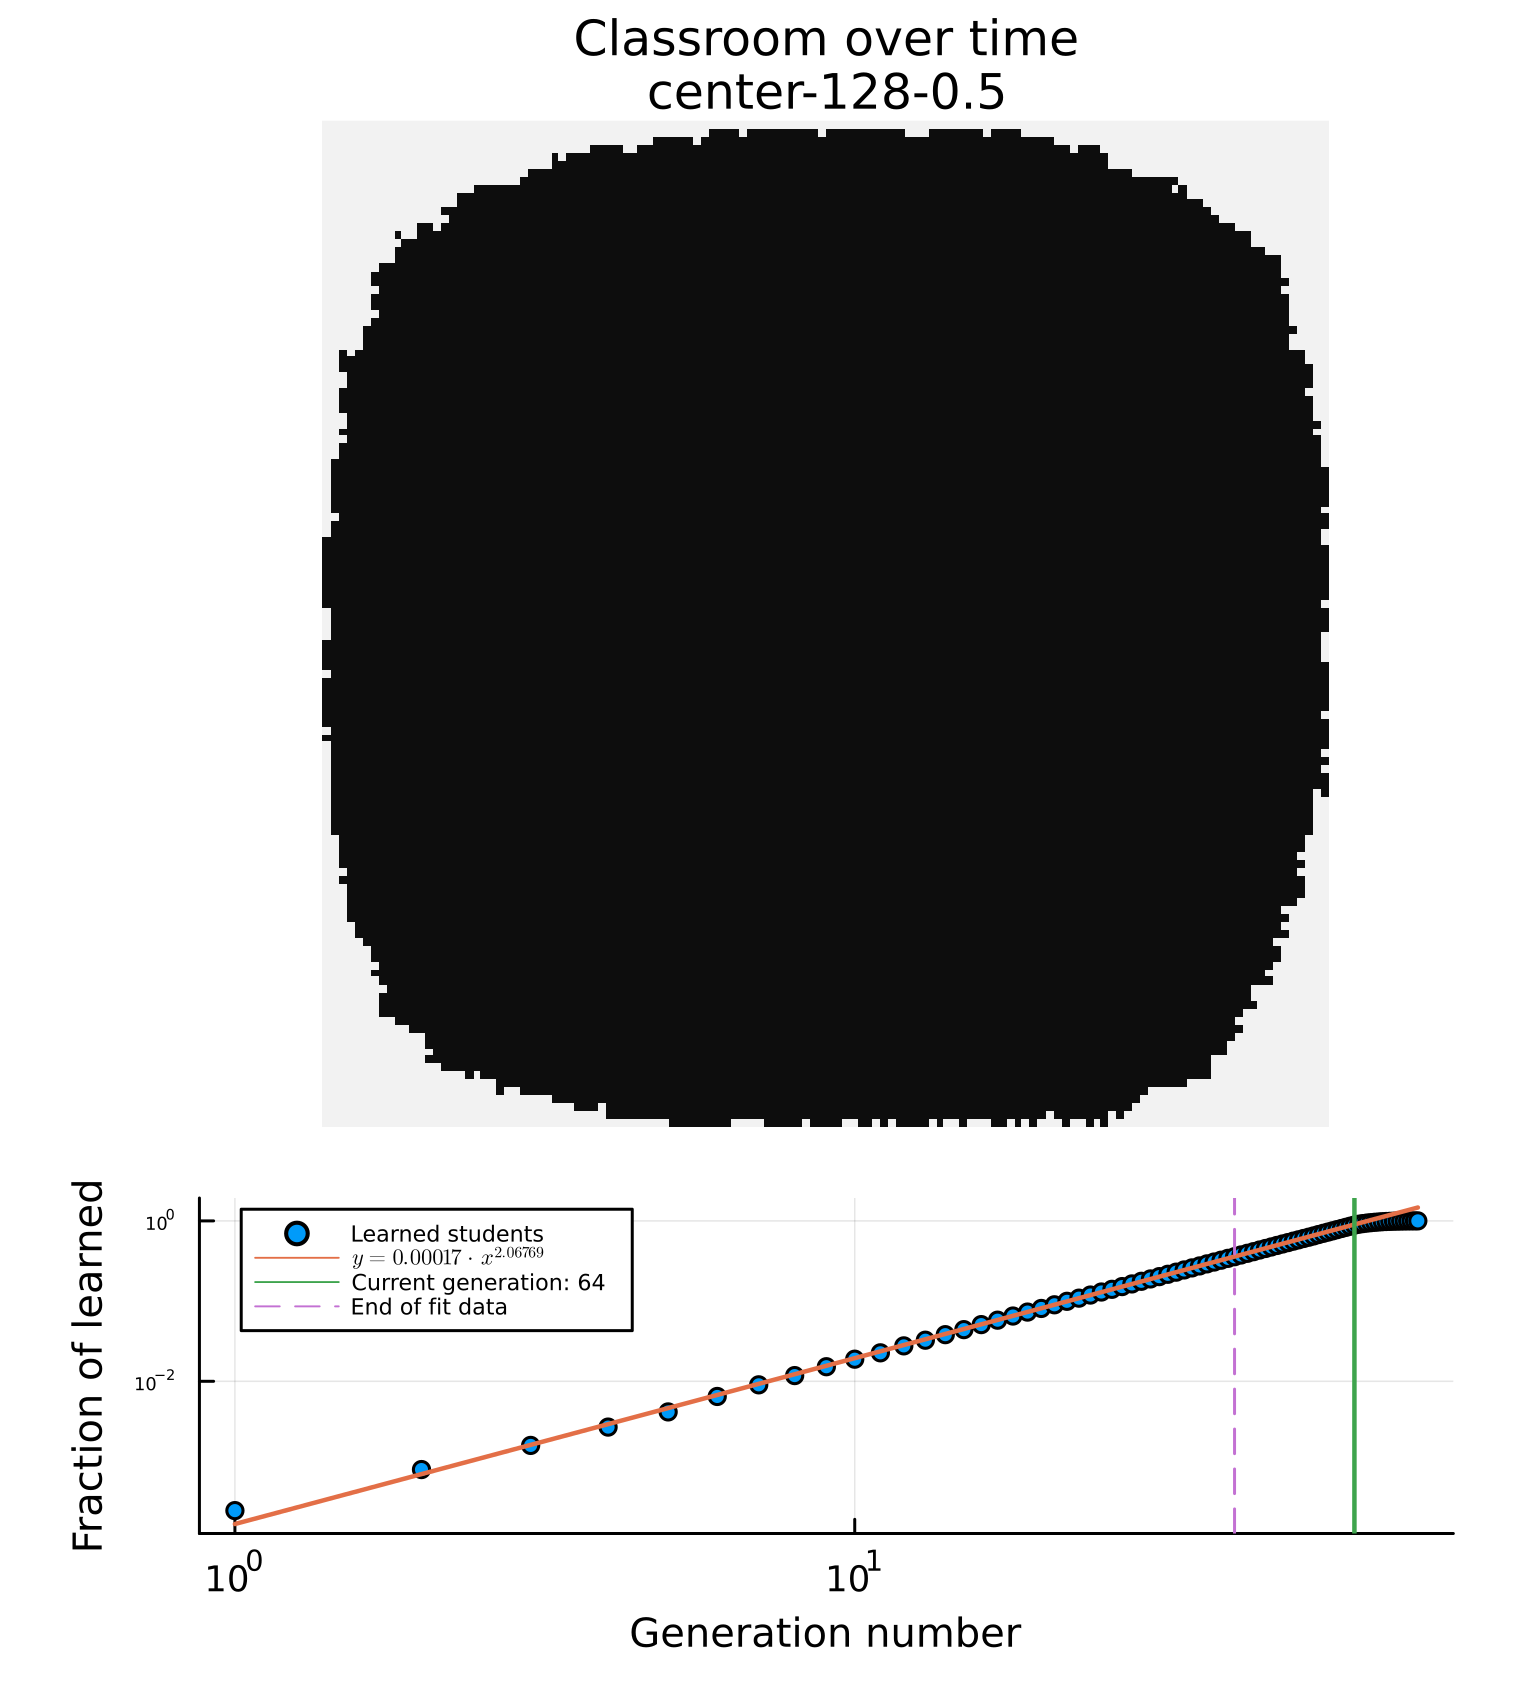 Classroom over time
center-128-0.5
Fraction of learned
10^0
10^-2
Learned students
y = 0.00017 · x^2.06769
Current generation: 64
End of fit data
10^0
10^1
Generation number